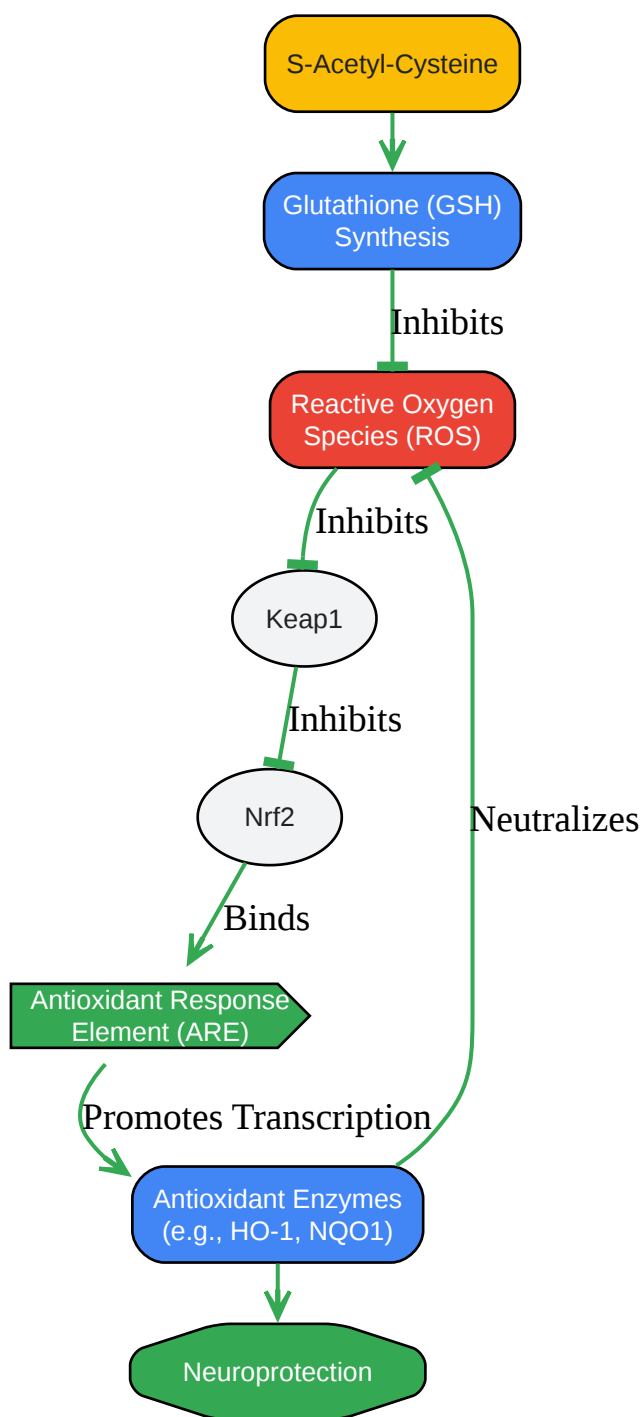 S-Acetyl-Cysteine
Glutathione (GSH)
Synthesis
Inhibits
Reactive Oxygen
Species (ROS)
Inhibits
Keap1
Inhibits
Nrf2
Neutralizes
Binds
Antioxidant Response
Element (ARE)
Promotes Transcription
Antioxidant Enzymes
(e.g., HO-1, NQO1)
Neuroprotection